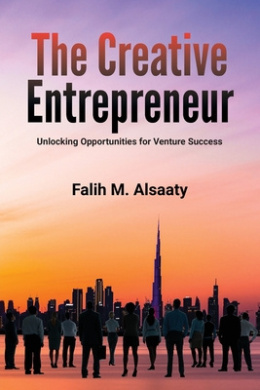 The Creative
Entrepreneur
Unlocking Opportunities for Venture Success
Falih M. Alsaaty